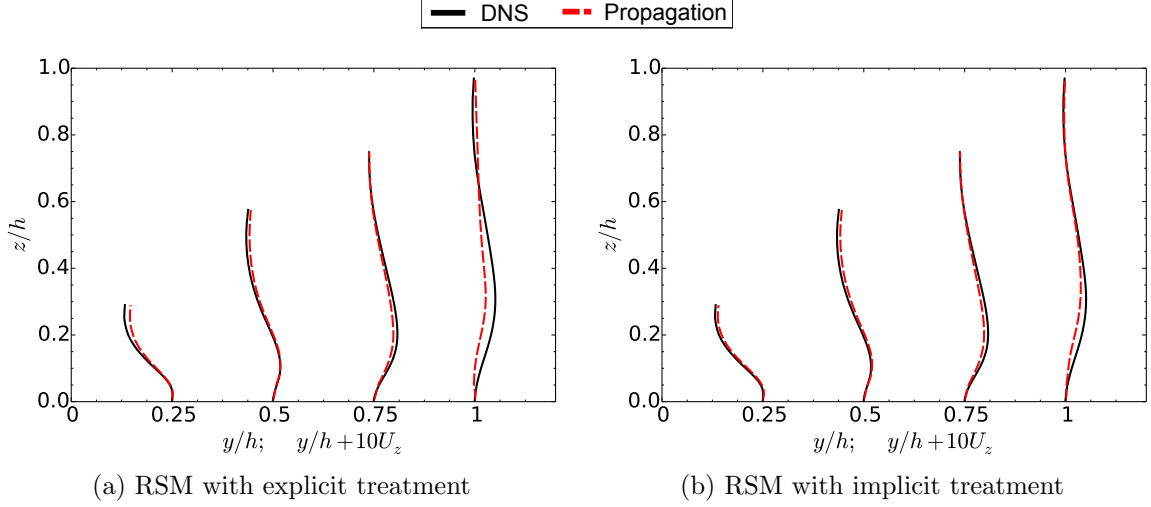 DNS Propagation
1.0
0.8
0.6
0.4
0.2
0.0
z/h
0 0.25 0.5 0.75 1
y/h; y/h+10U_z
(a) RSM with explicit treatment
1.0
0.8
0.6
0.4
0.2
0.0
z/h
0 0.25 0.5 0.75 1
y/h; y/h+10U_z
(b) RSM with implicit treatment